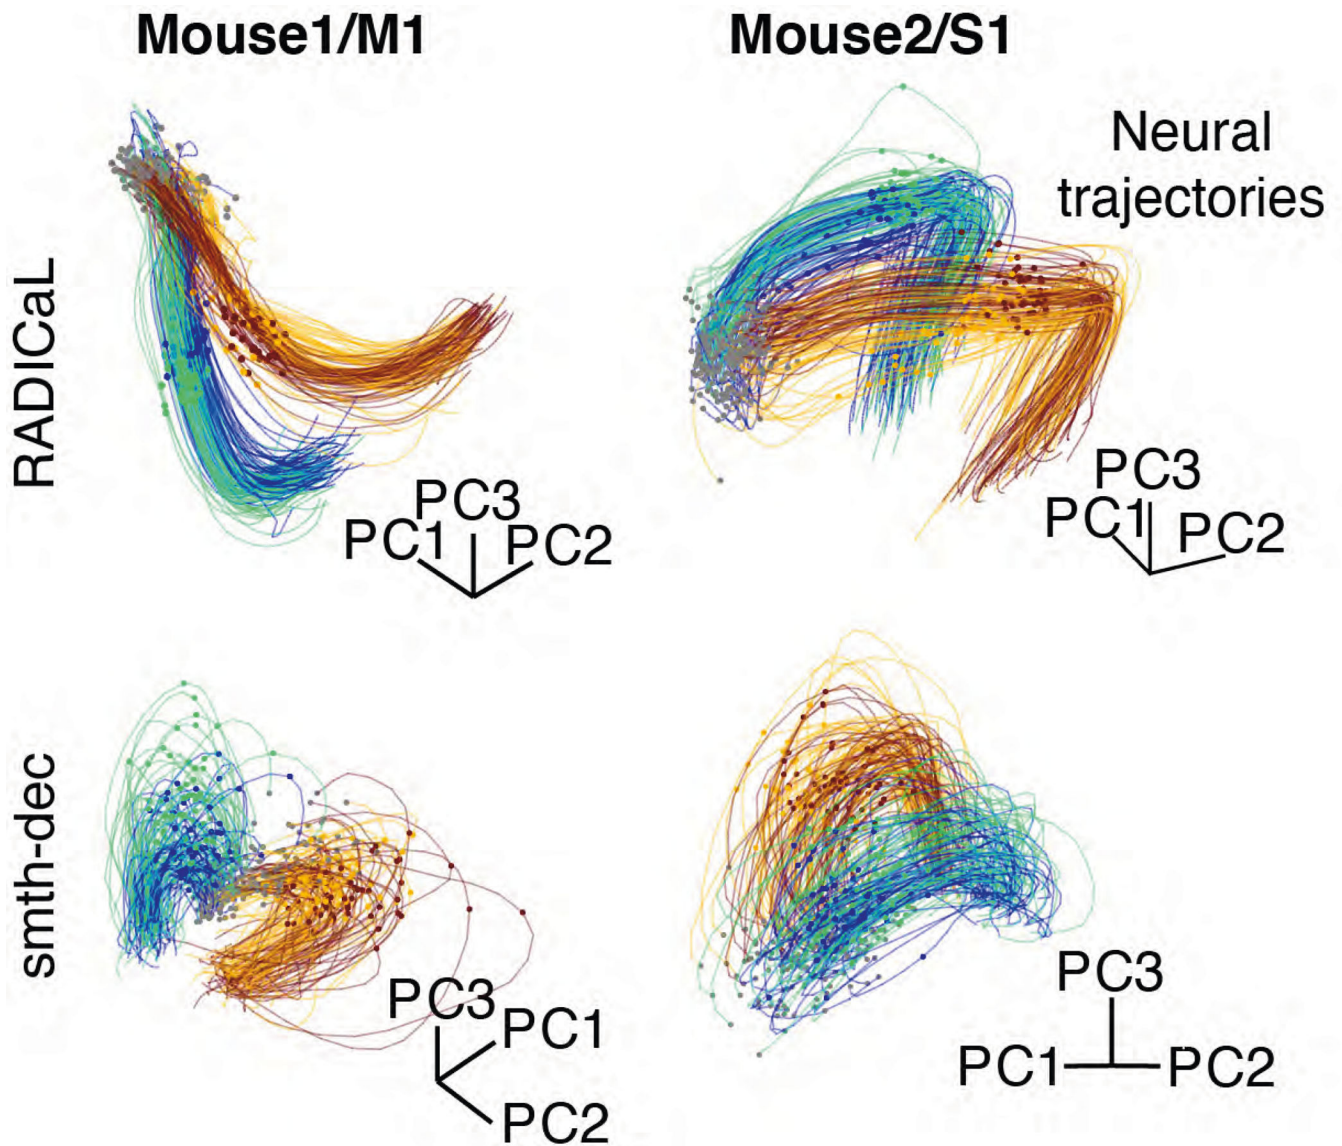 Mouse1/M1
Mouse2/S1
Neural
trajectories
RADICaL
PC3
PC1
PC2
PC3
PC1
PC2
smth-dec
PC3
PC1
PC2
PC3
PC1
PC2